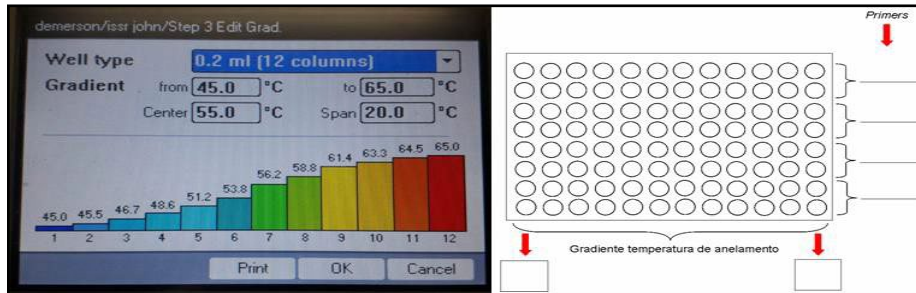 demerson/issr john/Step 3 Edit Grad.
Well type 0.2 ml (12 columns)
Gradient from 45.0 °C to 65.0 °C
Center 55.0 °C Span 20.0 °C
45.0 45.5 46.7 48.6 51.2 53.8 56.2 58.8 61.4 63.3 64.5 65.0
1 2 3 4 5 6 7 8 9 10 11 12
Print OK Cancel
Primers
Gradiente temperatura de anelamento